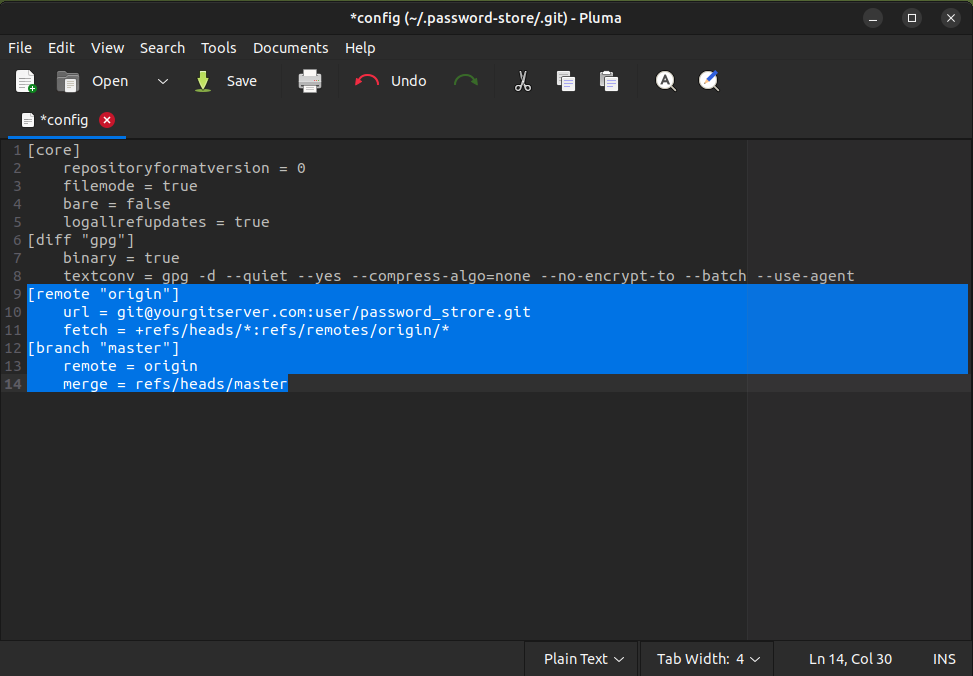 *config (~/.password-store/.git) - Pluma
File Edit View Search Tools Documents Help
Open Save Undo
*config
1 [core]
2 repositoryformatversion = 0
3 filemode = true
4 bare = false
5 logallrefupdates = true
6 [diff "gpg"]
7 binary = true
8 textconv = gpg -d --quiet --yes --compress-algo=none --no-encrypt-to --batch --use-agent
9 [remote "origin"]
10 url = git@yourgitserver.com:user/password_strore.git
11 fetch = +refs/heads/*:refs/remotes/origin/*
12 [branch "master"]
13 remote = origin
14 merge = refs/heads/master
Plain Text Tab Width: 4 Ln 14, Col 30 INS